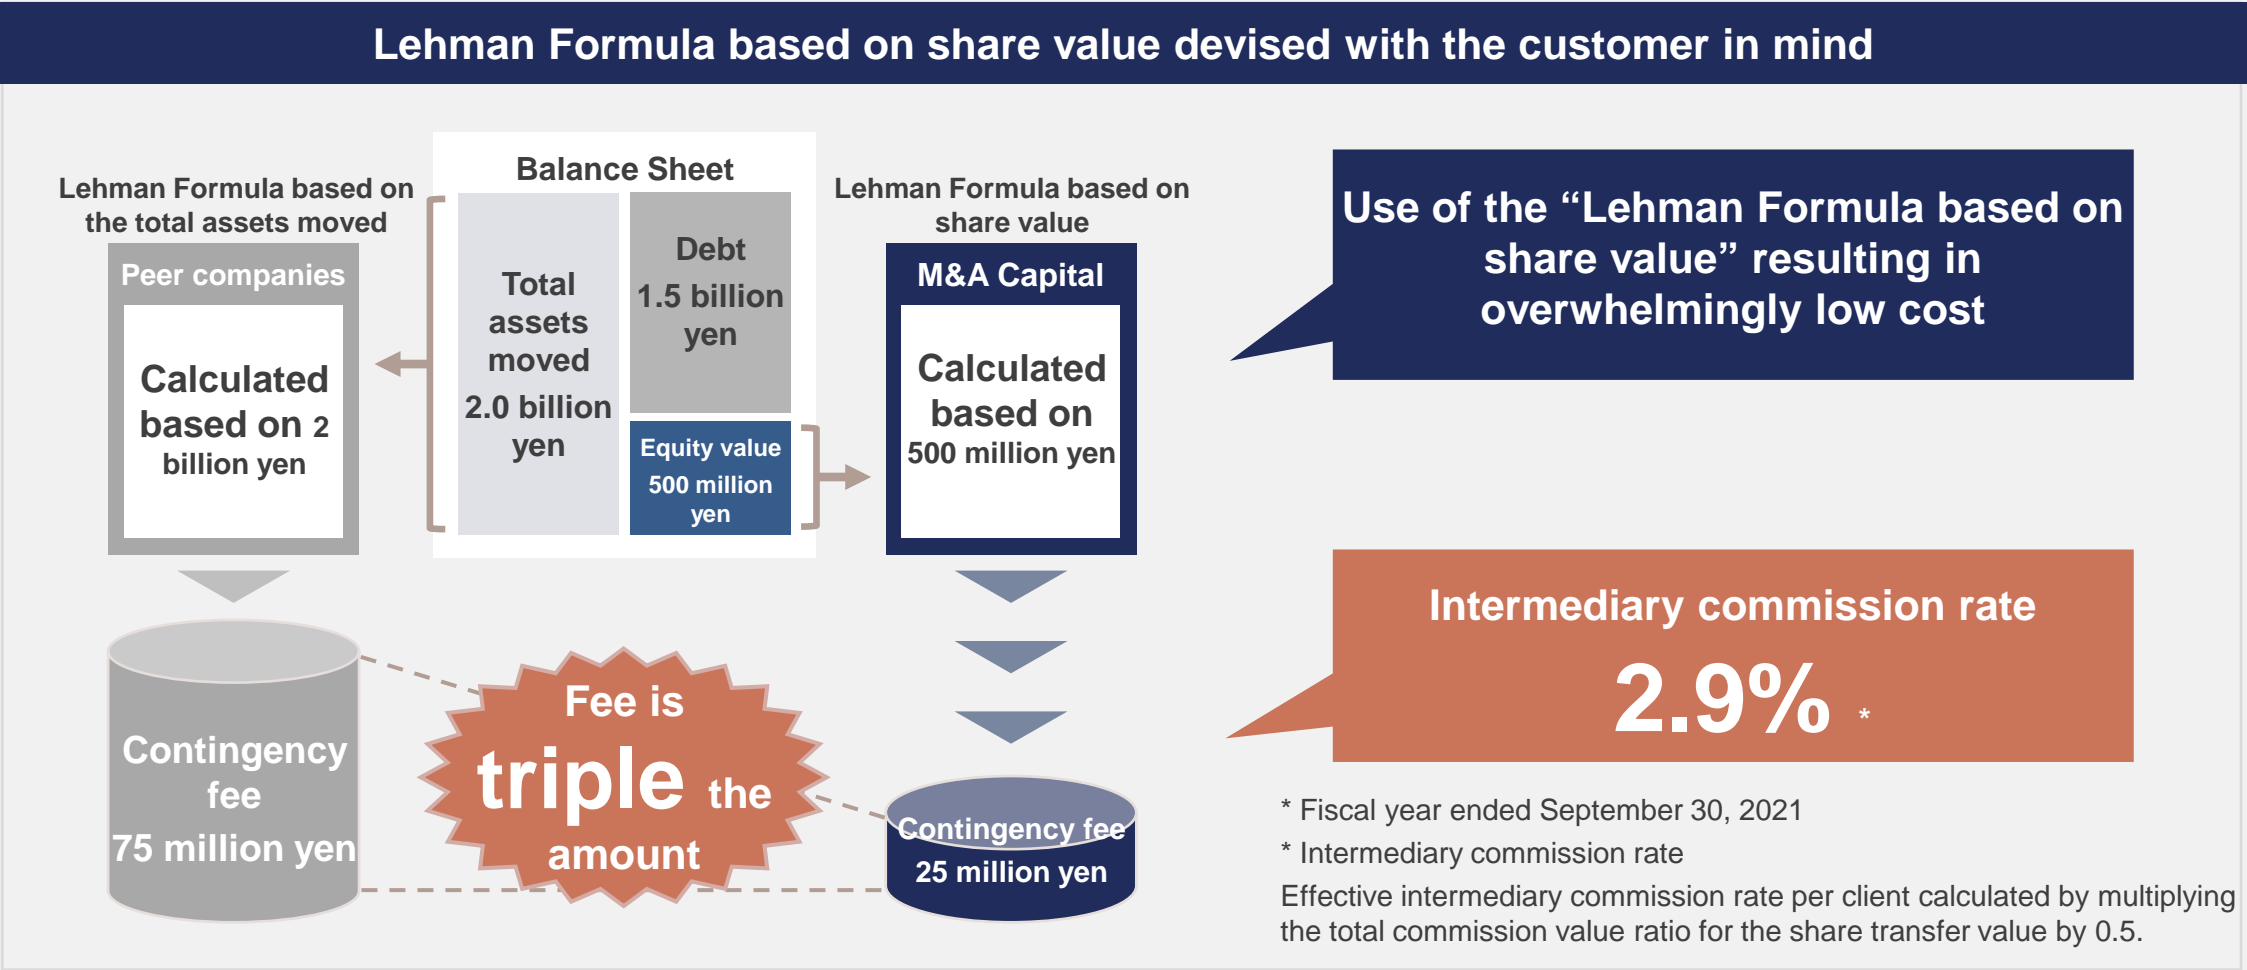 Lehman Formula based on share value devised with the customer in mind
Lehman Formula based on
the total assets moved
Peer companies
Calculated
based on 2
billion yen
Balance Sheet
Total
assets
moved
2.0 billion
yen
Debt
1.5 billion
yen
Equity value
500 million
yen
Lehman Formula based on
share value
M&A Capital
Calculated
based on
500 million yen
Use of the “Lehman Formula based on
share value” resulting in
overwhelmingly low cost
Contingency
fee
75 million yen
Fee is
triple the
amount
Contingency fee
25 million yen
Intermediary commission rate
2.9% *
* Fiscal year ended September 30, 2021
* Intermediary commission rate
Effective intermediary commission rate per client calculated by multiplying
the total commission value ratio for the share transfer value by 0.5.